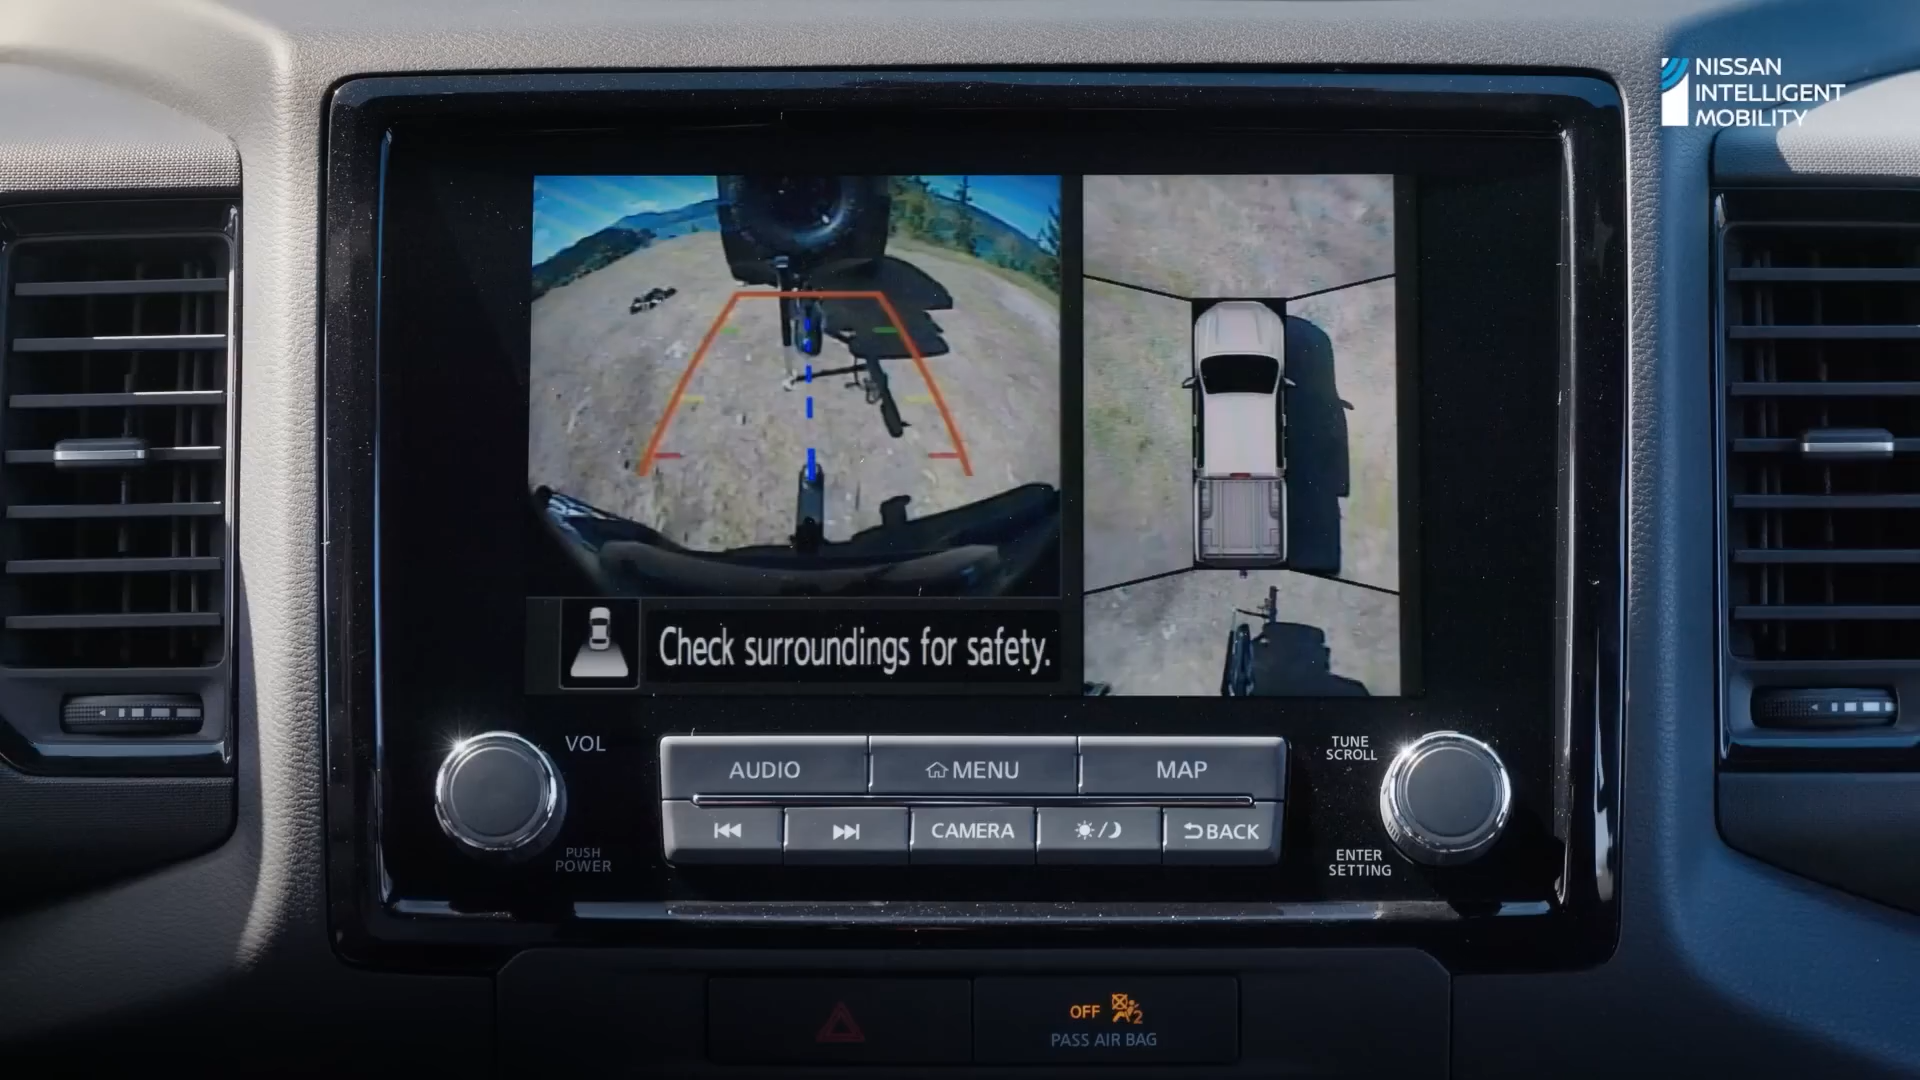 NISSAN
INTELLIGENT
MOBILITY
Check surroundings for safety.
VOL
PUSH
POWER
AUDIO
MENU
MAP
CAMERA
BACK
TUNE
SCROLL
ENTER
SETTING
OFF
2
PASS AIR BAG